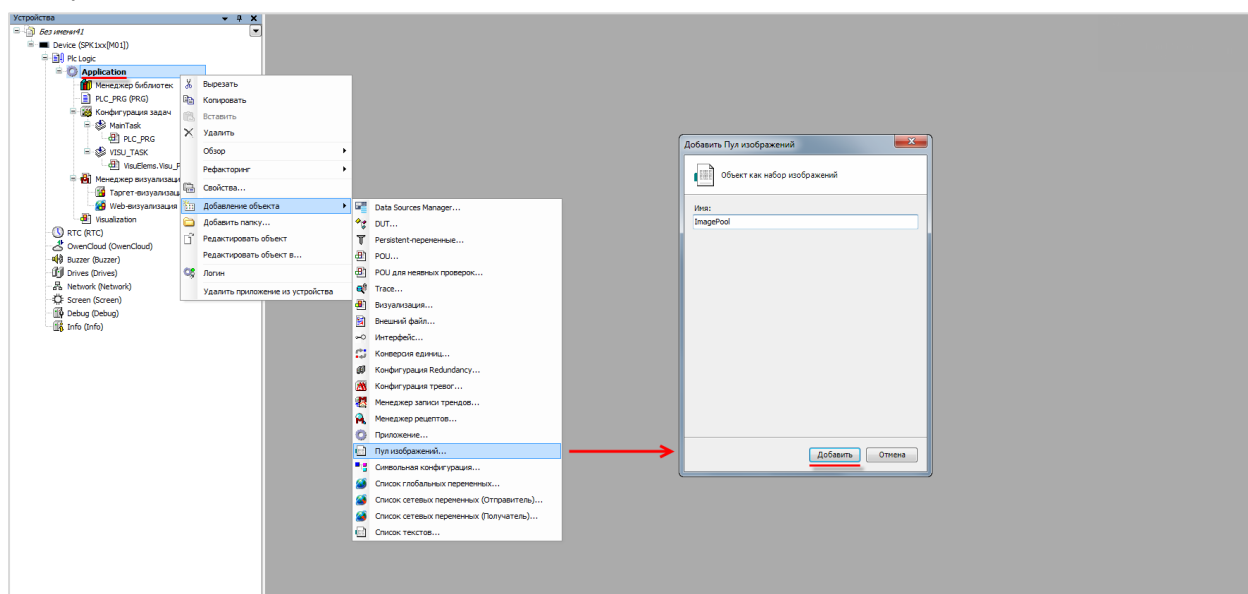 Устройства
Без имени41
Device (SPK1xx[M01])
Plc Logic
Application
Менеджер библиотек
PLC_PRG (PRG)
Конфигурация задач
MainTask
PLC_PRG
VISU_TASK
VisuElems.Visu_P
Менеджер визуализаци
Таргет-визуализац
Web-визуализация
Visualization
RTC (RTC)
OwenCloud (OwenCloud)
Buzzer (Buzzer)
Drives (Drives)
Network (Network)
Screen (Screen)
Debug (Debug)
Info (Info)
Вырезать
Копировать
Вставить
Удалить
Обзор
Рефакторинг
Свойства...
Добавление объекта
Добавить папку...
Редактировать объект
Редактировать объект в...
Логин
Удалить приложение из устройства
Data Sources Manager...
DUT...
Persistent-переменные...
POU...
POU для неявных проверок...
Trace...
Визуализация...
Внешний файл...
Интерфейс...
Конверсия единиц...
Конфигурация Redundancy...
Конфигурация тревог...
Менеджер записи трендов...
Менеджер рецептов...
Приложение...
Пул изображений...
Символьная конфигурация...
Список глобальных переменных...
Список сетевых переменных (Отправитель)...
Список сетевых переменных (Получатель)...
Список текстов...
Добавить Пул изображений
Объект как набор изображений
Имя:
ImagePool
Добавить
Отмена